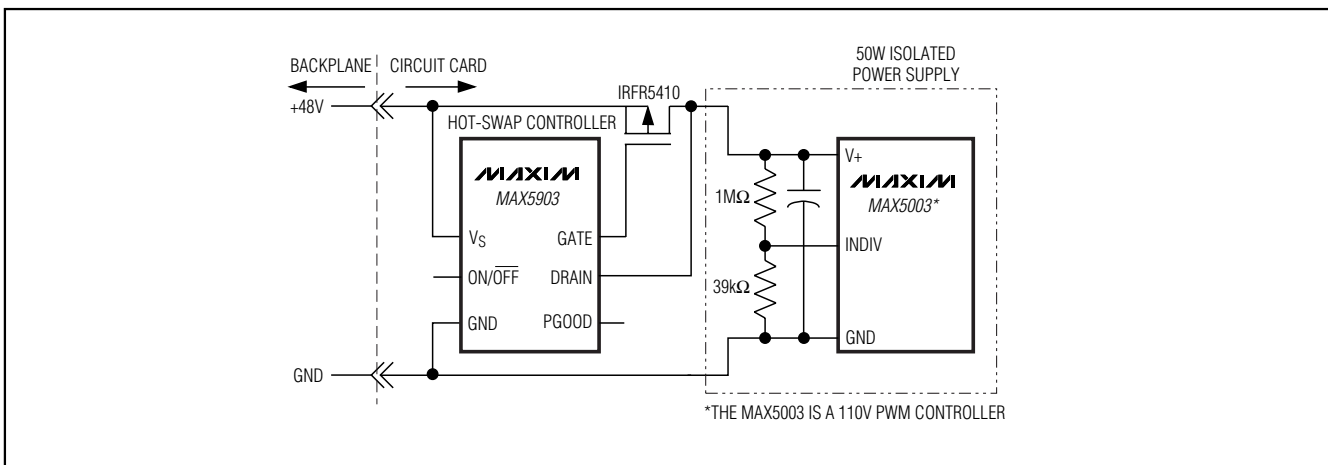 BACKPLANE
CIRCUIT CARD
+48V
HOT-SWAP CONTROLLER
IRFR5410
50W ISOLATED
POWER SUPPLY
MAXIM
MAX5903
VS
GATE
ON/OFF
DRAIN
GND
PGOOD
GND
1MΩ
39kΩ
V+
MAXIM
MAX5003*
INDIV
GND
*THE MAX5003 IS A 110V PWM CONTROLLER